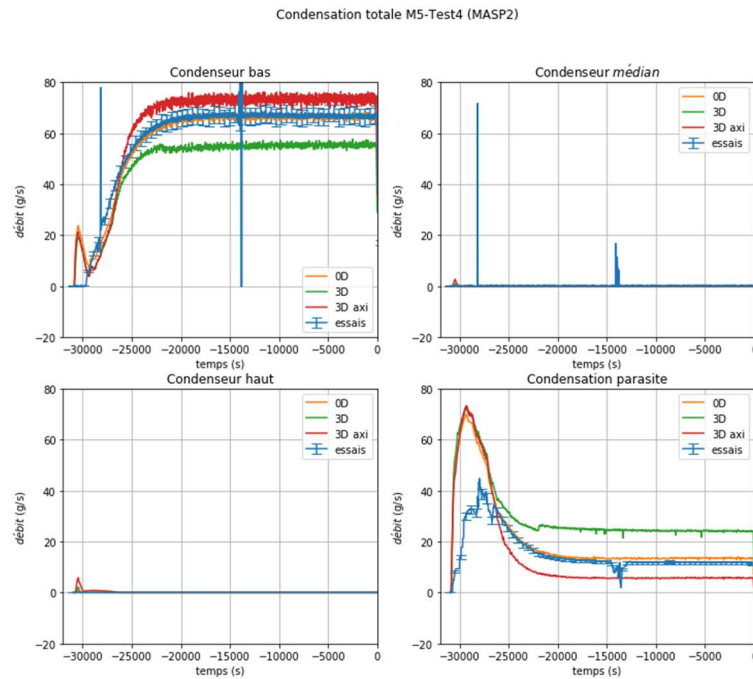 Condensation totale M5-Test4 (MASP2)
Condenseur bas
Condenseur médian
80
60
40
20
0
−20
débit (g/s)
0D
3D
3D axi
essais
−30000 −25000 −20000 −15000 −10000 −5000 0
temps (s)
80
60
40
20
0
−20
débit (g/s)
0D
3D
3D axi
essais
−30000 −25000 −20000 −15000 −10000 −5000 0
temps (s)
Condenseur haut
Condensation parasite
80
60
40
20
0
−20
débit (g/s)
0D
3D
3D axi
essais
−30000 −25000 −20000 −15000 −10000 −5000 0
temps (s)
80
60
40
20
0
−20
débit (g/s)
0D
3D
3D axi
essais
−30000 −25000 −20000 −15000 −10000 −5000 0
temps (s)